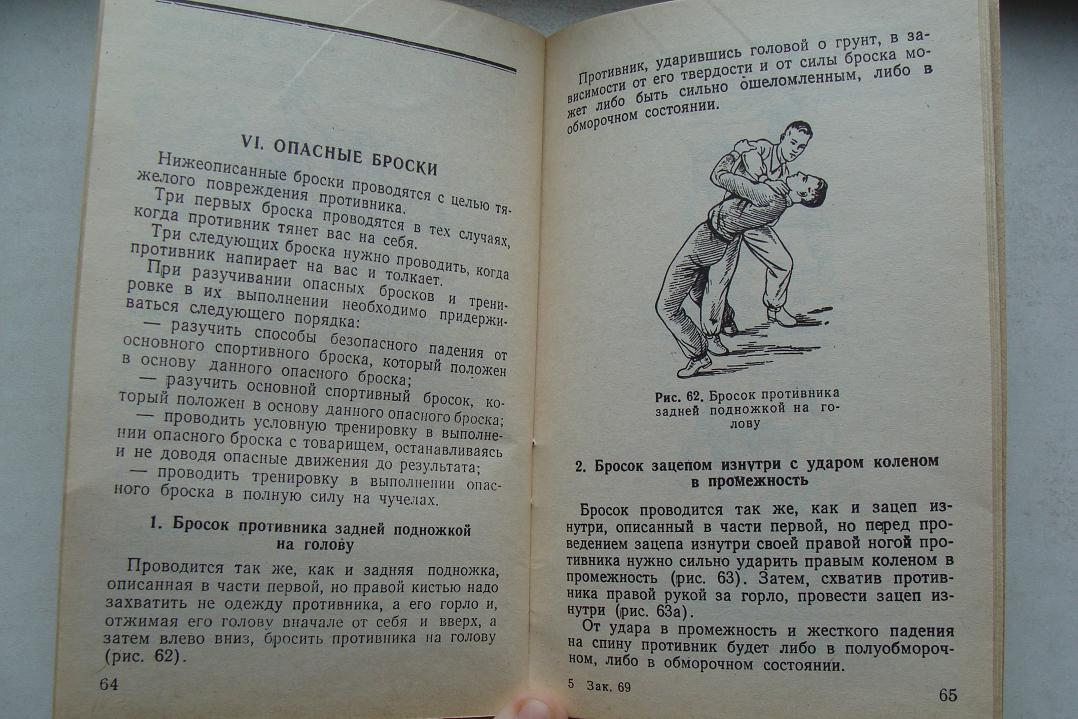 VI. ОПАСНЫЕ БРОСКИ
Нижеописанные броски проводятся с целью тя-
желого повреждения противника.
Три первых броска проводятся в тех случаях,
когда противник тянет вас на себя.
Три следующих броска нужно проводить, когда
противник напирает на вас и толкает.
При разучивании опасных бросков и трени-
ровке в их выполнении необходимо придержи-
ваться следующего порядка:
— разучить способы безопасного падения от
основного спортивного броска, который положен
в основу данного опасного броска;
— разучить основной спортивный бросок, ко-
торый положен в основу данного опасного броска;
— проводить условную тренировку в выполне-
нии опасного броска с товарищем, останавливаясь
и не доводя опасные движения до результата;
— проводить тренировку в выполнении опас-
ного броска в полную силу на чучелах.
1. Бросок противника задней подножкой
на голову
Проводится так же, как и задняя подножка,
описанная в части первой, но правой кистью надо
захватить не одежду противника, а его горло и,
отжимая его голову вначале от себя и вверх, а
затем влево вниз, бросить противника на голову
(рис. 62).
64
Противник, ударившись головой о грунт, в за-
висимости от его твердости и от силы броска мо-
жет либо быть сильно ошеломленным, либо в
обморочном состоянии.
Рис. 62. Бросок противника
задней подножкой на го-
лову
2. Бросок зацепом изнутри с ударом коленом
в промежность
Бросок проводится так же, как и зацеп из-
нутри, описанный в части первой, но перед про-
ведением зацепа изнутри своей правой ногой про-
тивника нужно сильно ударить правым коленом в
промежность (рис. 63). Затем, схватив против-
ника правой рукой за горло, провести зацеп из-
нутри (рис. 63а).
От удара в промежность и жесткого падения
на спину противник будет либо в полуобмороч-
ном, либо в обморочном состоянии.
5 Зак. 69
65